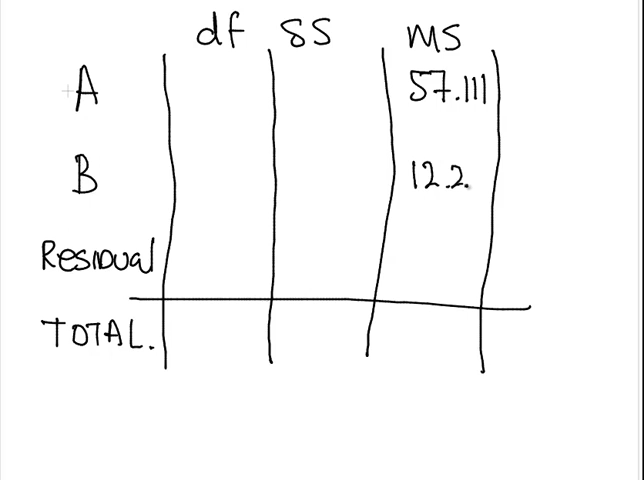 df SS MS
A 57.111
B 12.2.
Residual
TOTAL.